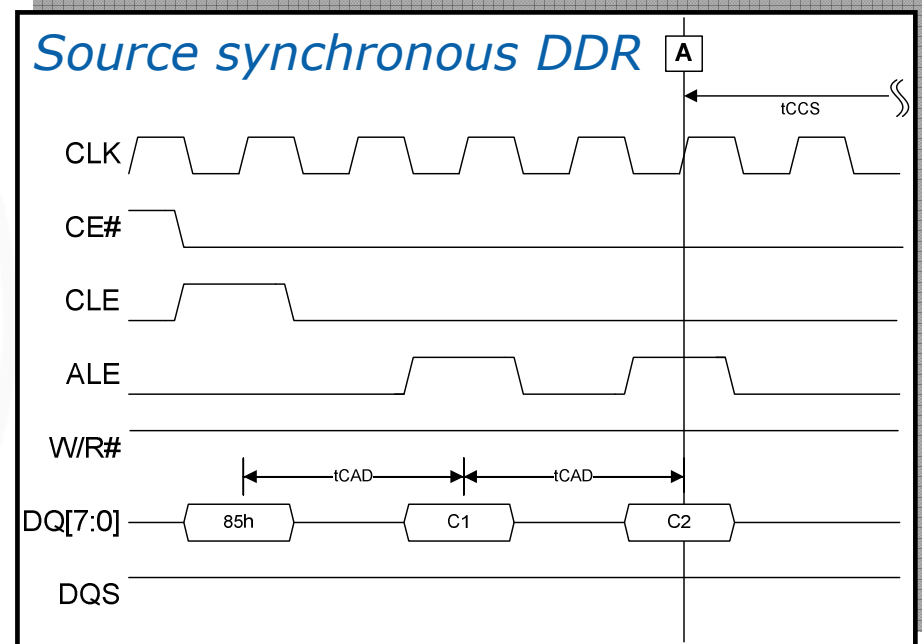 Source synchronous DDR A
tCCS
CLK
CE#
CLE
ALE
W/R#
tCAD tCAD
DQ[7:0] 85h C1 C2
DQS